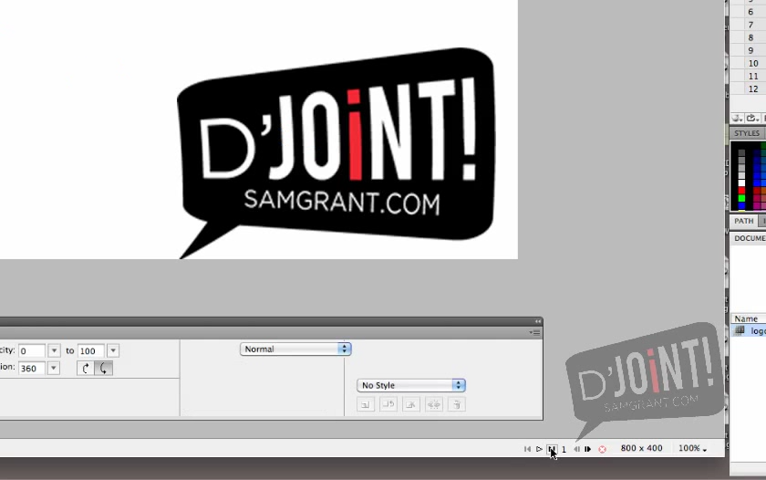 6
7
8
9
10
11
12
D'JOiNT!
SAMGRANT.COM
STYLES
PATH
DOCUME
Name
logo
city: 0 to 100
ion: 360
Normal
No Style
D'JOiNT!
SAMGRANT.COM
1
800 x 400
100%